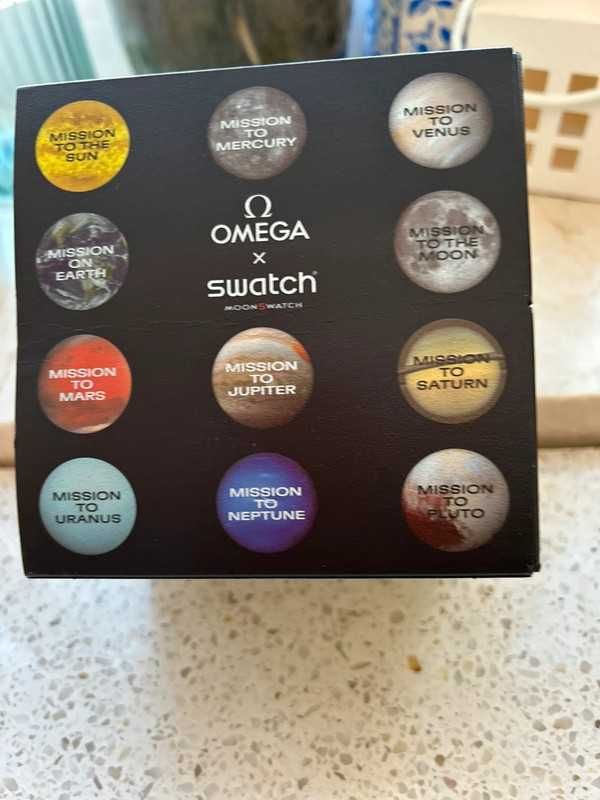 MISSION
TO THE
SUN
MISSION
TO
MERCURY
MISSION
TO
VENUS
MISSION
ON
EARTH
Ω
OMEGA
x
swatch®
MOONSWATCH
MISSION
TO THE
MOON
MISSION
TO
MARS
MISSION
TO
JUPITER
MISSION
TO
SATURN
MISSION
TO
URANUS
MISSION
TO
NEPTUNE
MISSION
TO
PLUTO